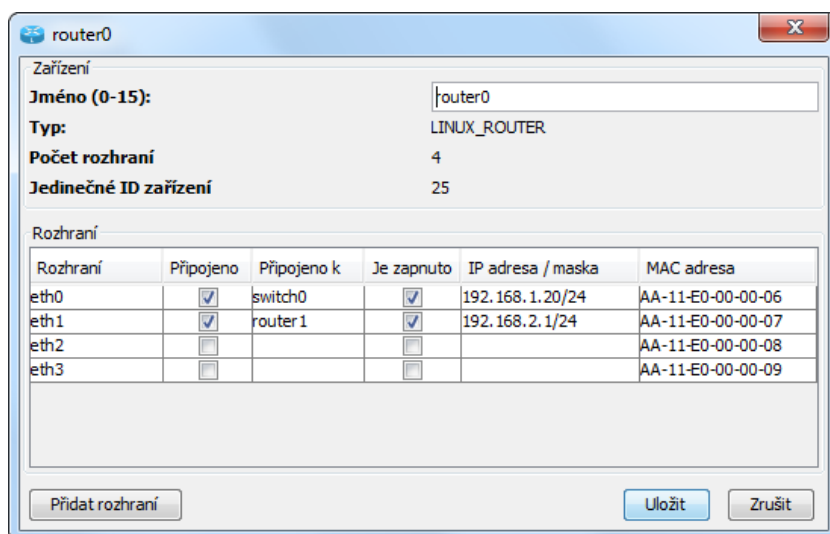 router0
Zařízení
Jméno (0-15): router0
Typ: LINUX_ROUTER
Počet rozhraní 4
Jedinečné ID zařízení 25
Rozhraní
Rozhraní Připojeno Připojeno k Je zapnuto IP adresa / maska MAC adresa
eth0 switch0 192.168.1.20/24 AA-11-E0-00-00-06
eth1 router1 192.168.2.1/24 AA-11-E0-00-00-07
eth2 AA-11-E0-00-00-08
eth3 AA-11-E0-00-00-09
Přidat rozhraní Uložit Zrušit